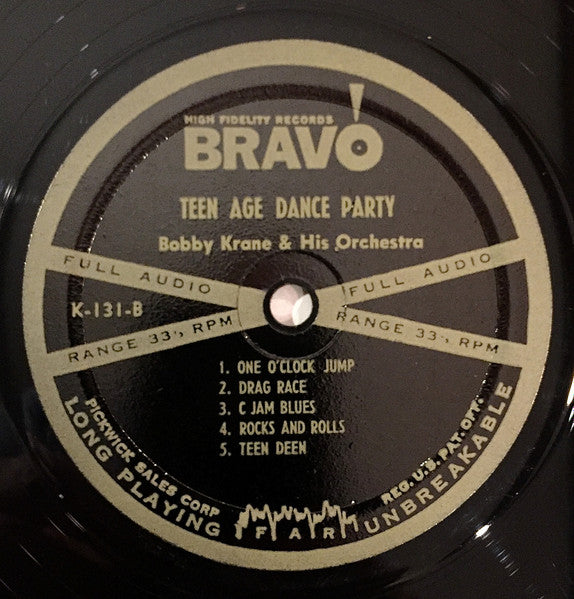 HIGH FIDELITY RECORDS
BRAVO
TEEN AGE DANCE PARTY
Bobby Krane & His Orchestra
FULL AUDIO
FULL AUDIO
K-131-B
RANGE 33⅓ RPM
RANGE 33⅓ RPM
1. ONE O'CLOCK JUMP
2. DRAG RACE
3. C JAM BLUES
4. ROCKS AND ROLLS
5. TEEN DEEN
PICKWICK SALES CORP
REG. U.S. PAT. OFF.
LONG PLAYING
FAR
UNBREAKABLE